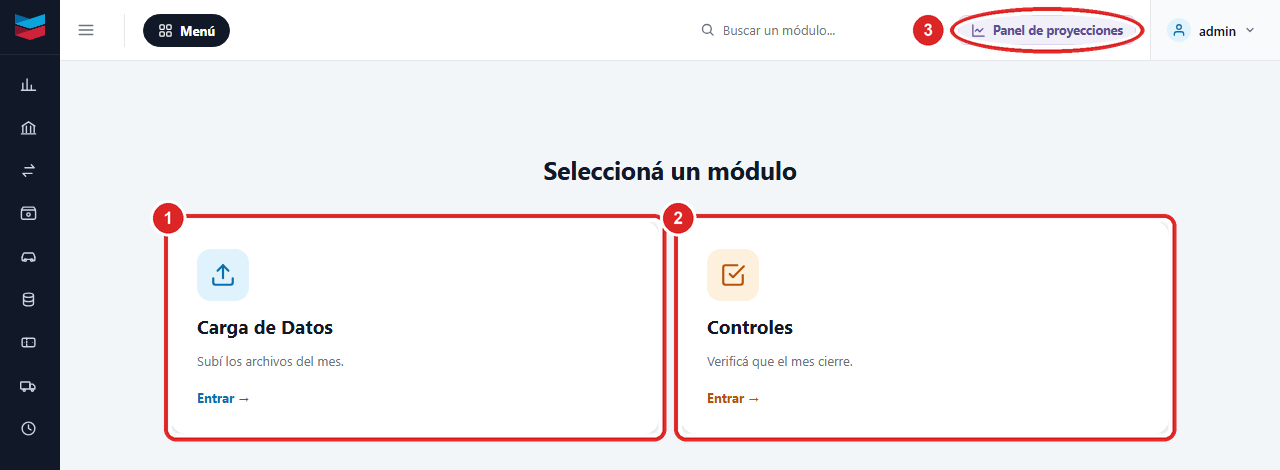 Menú
Buscar un módulo...
3
Panel de proyecciones
admin
Seleccioná un módulo
1
Carga de Datos
Subí los archivos del mes.
Entrar →
2
Controles
Verificá que el mes cierre.
Entrar →